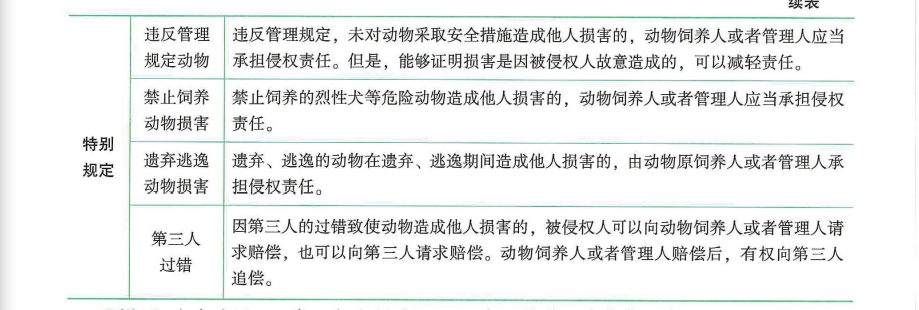 续表
特别
规定
违反管理
规定动物
违反管理规定，未对动物采取安全措施造成他人损害的，动物饲养人或者管理人应当
承担侵权责任。但是，能够证明损害是因被侵权人故意造成的，可以减轻责任。
禁止饲养
动物损害
禁止饲养的烈性犬等危险动物造成他人损害的，动物饲养人或者管理人应当承担侵权
责任。
遗弃逃逸
动物损害
遗弃、逃逸的动物在遗弃、逃逸期间造成他人损害的，由动物原饲养人或者管理人承
担侵权责任。
第三人
过错
因第三人的过错致使动物造成他人损害的，被侵权人可以向动物饲养人或者管理人请
求赔偿，也可以向第三人请求赔偿。动物饲养人或者管理人赔偿后，有权向第三人
追偿。